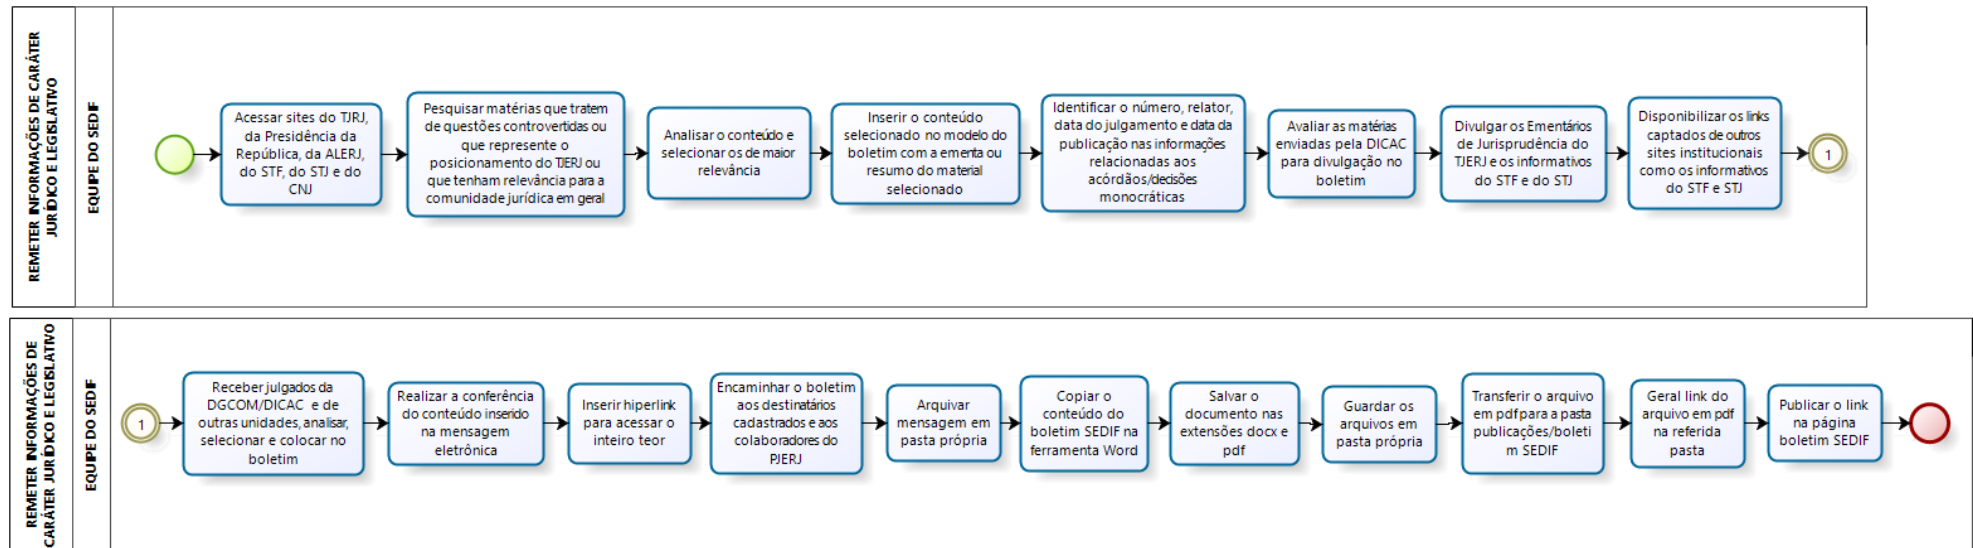 REMETER INFORMAÇÕES DE CARÁTER
JURÍDICO E LEGISLATIVO
EQUIPE DO SEDIF
Acessar sites do TJRJ,
da Presidência da
República, da ALERJ,
do STF, do STJ e do
CNJ
Pesquisar matérias que tratem
de questões controvertidas ou
que represente o
posicionamento do TJERJ ou
que tenham relevância para a
comunidade jurídica em geral
Analisar o conteúdo e
selecionar os de maior
relevância
Inserir o conteúdo
selecionado no modelo do
boletim com a ementa ou
resumo do material
selecionado
Identificar o número, relator,
data do julgamento e data da
publicação nas informações
relacionadas aos
acórdãos/decisões
monocráticas
Avaliar as matérias
enviadas pela DICAC
para divulgação no
boletim
Divulgar os Ementários
de Jurisprudência do
TJERJ e os informativos
do STF e do STJ
Disponibilizar os links
captados de outros
sites institucionais
como os informativos
do STF e STJ
1
REMETER INFORMAÇÕES DE
CARÁTER JURÍDICO E LEGISLATIVO
EQUIPE DO SEDIF
1
Receber julgados da
DGCOM/DICAC e de
outras unidades, analisar,
selecionar e colocar no
boletim
Realizar a conferência
do conteúdo inserido
na mensagem
eletrônica
Inserir hiperlink
para acessar o
inteiro teor
Encaminhar o boletim
aos destinatários
cadastrados e aos
colaboradores do
PJERJ
Arquivar
mensagem em
pasta própria
Copiar o
conteúdo do
boletim SEDIF na
ferramenta Word
Salvar o
documento nas
extensões docx e
pdf
Guardar os
arquivos em
pasta própria
Transferir o arquivo
em pdf para a pasta
publicações/boleti
m SEDIF
Geral link do
arquivo em pdf
na referida
pasta
Publicar o link
na página
boletim SEDIF